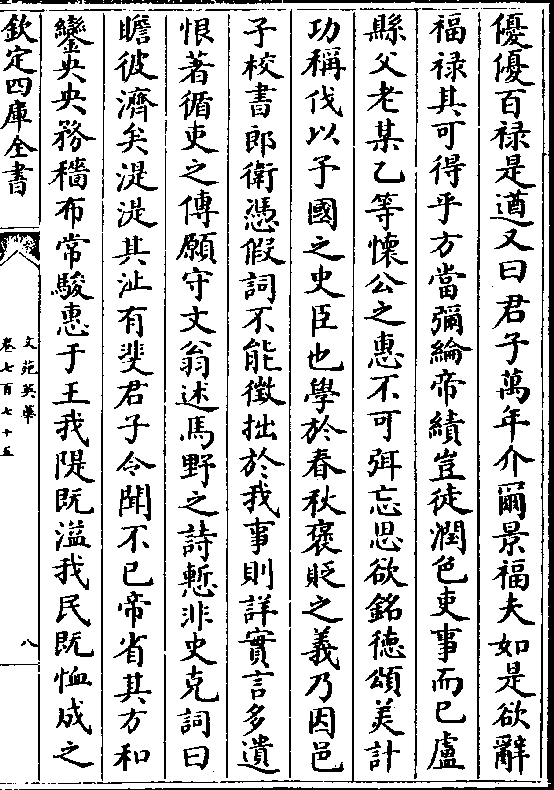 優優百禄是遒又曰君子萬年介爾景福夫如是欲辭
福禄其可得乎方當彌綸帝績豈徒潤色吏事而已盧
縣父老某乙等懐公之惠不可弭忘思欲銘徳頌美計
功稱伐以予國之史臣也學於春秋褒貶之義乃因邑
子校書郎衛憑假詞不能徴拙於我事則詳實言多遺
恨著循吏之傳願守文翁述馬野之詩慙非史克詞曰
瞻彼濟矣湜湜其沚有斐君子令聞不已帝省其方和
鑾央央務穡布常駿惠于王我隄既溢我民既恤成之
欽定四庫全書
文苑英華
卷七百七十五
八